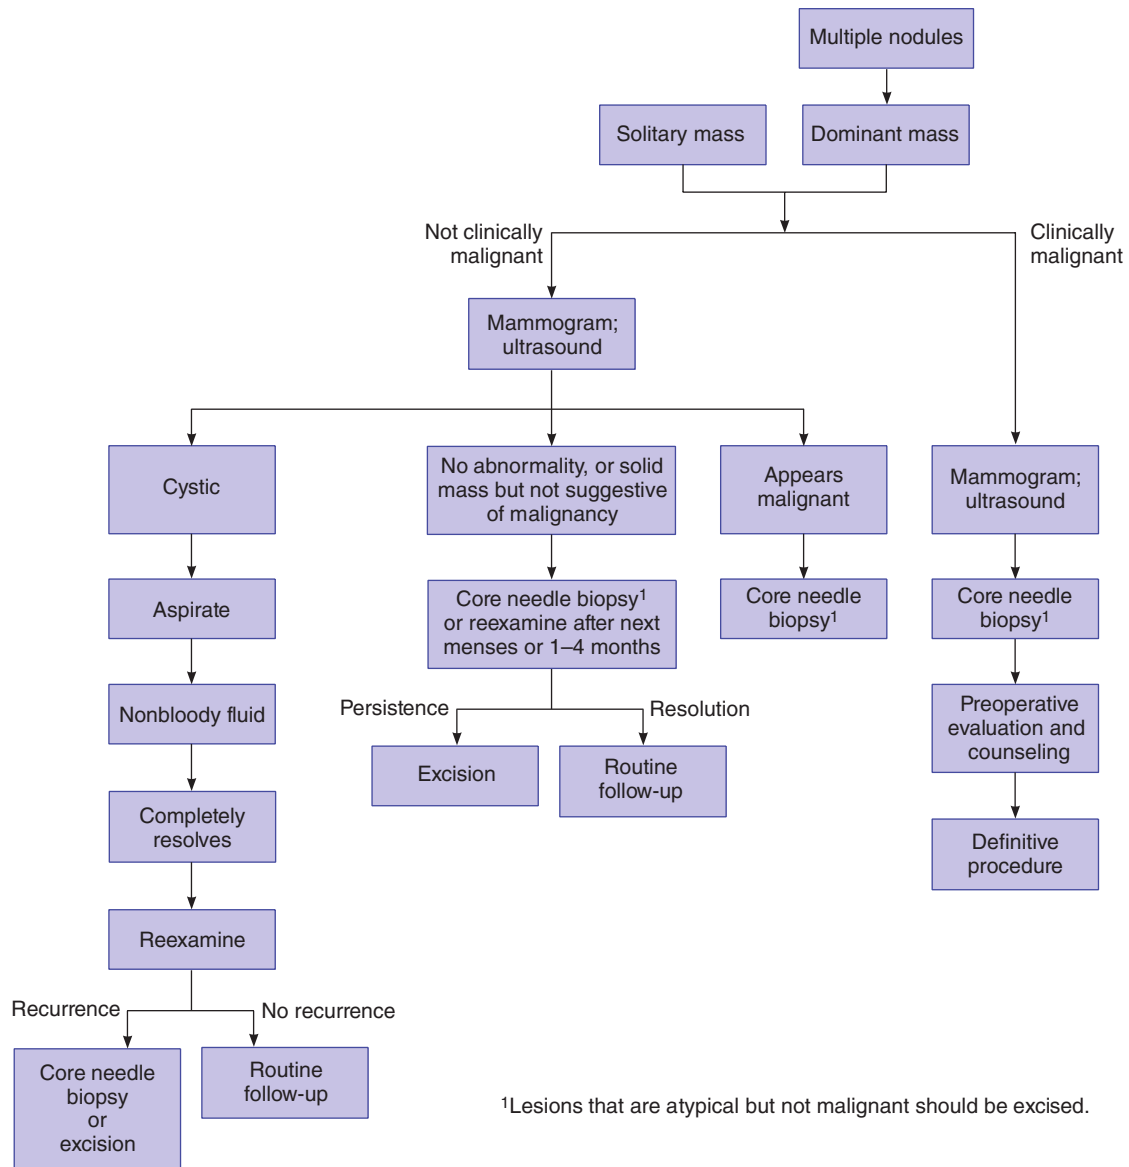 Multiple nodules
Solitary mass
Dominant mass
Not clinically
malignant
Clinically
malignant
Mammogram;
ultrasound
Cystic
No abnormality, or solid
mass but not suggestive
of malignancy
Appears
malignant
Mammogram;
ultrasound
Aspirate
Core needle biopsy¹
or reexamine after next
menses or 1–4 months
Core needle
biopsy¹
Core needle
biopsy¹
Nonbloody fluid
Persistence
Resolution
Preoperative
evaluation and
counseling
Excision
Routine
follow-up
Completely
resolves
Definitive
procedure
Reexamine
Recurrence
No recurrence
Core needle
biopsy
or
excision
Routine
follow-up
¹Lesions that are atypical but not malignant should be excised.